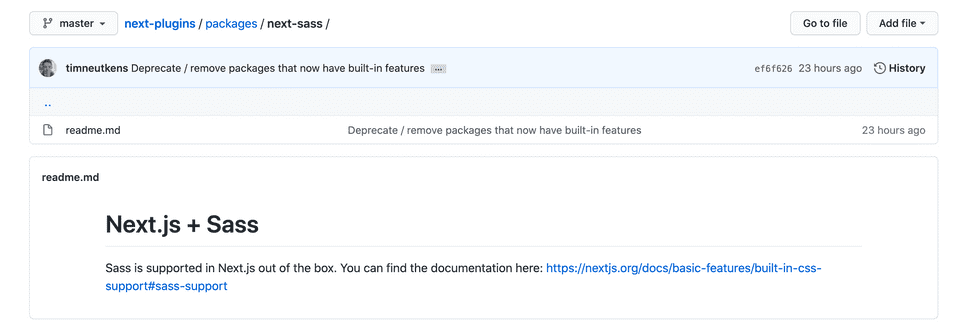 master next-plugins / packages / next-sass / Go to file Add file
timneutkens Deprecate / remove packages that now have built-in features ... ef6f626 23 hours ago History
..
readme.md Deprecate / remove packages that now have built-in features 23 hours ago
readme.md
Next.js + Sass
Sass is supported in Next.js out of the box. You can find the documentation here: https://nextjs.org/docs/basic-features/built-in-css-
support#sass-support